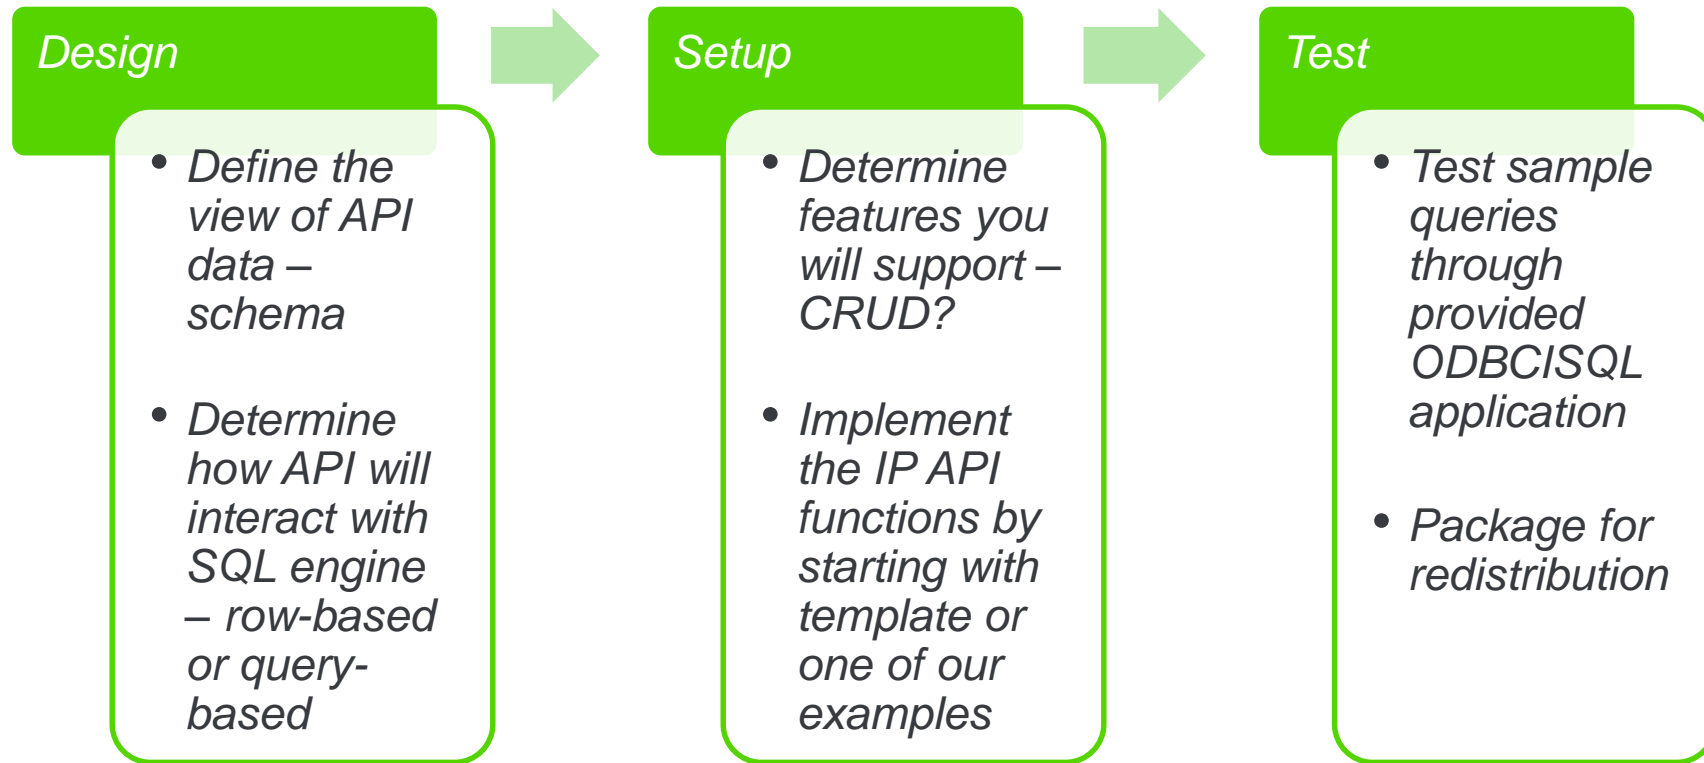 Design
• Define the
view of API
data –
schema
• Determine
how API will
interact with
SQL engine
– row-based
or query-
based
Setup
• Determine
features you
will support –
CRUD?
• Implement
the IP API
functions by
starting with
template or
one of our
examples
Test
• Test sample
queries
through
provided
ODBCISQL
application
• Package for
redistribution